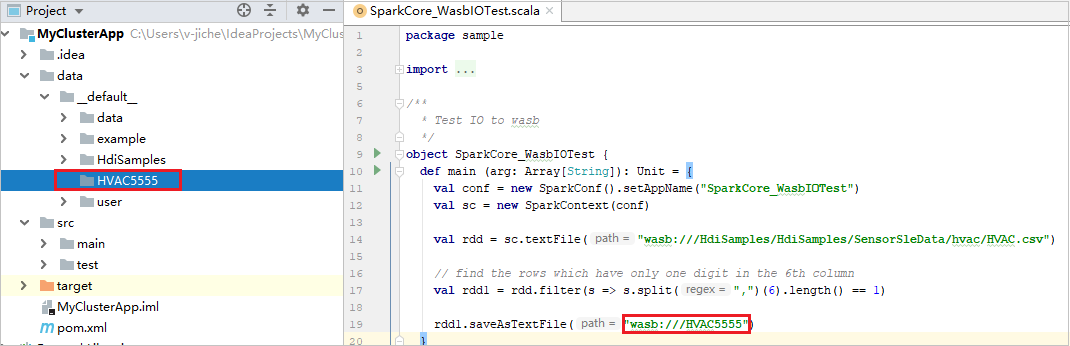 Project
MyClusterApp C:\Users\v-jiche\IdeaProjects\MyClust
.idea
data
__default__
data
example
HdiSamples
HVAC5555
user
src
main
test
target
MyClusterApp.iml
pom.xml
SparkCore_WasbIOTest.scala
1 package sample
2
3 import ...
5
6 /**
7 * Test IO to wasb
8 */
9 object SparkCore_WasbIOTest {
10 def main (arg: Array[String]): Unit = {
11 val conf = new SparkConf().setAppName("SparkCore_WasbIOTest")
12 val sc = new SparkContext(conf)
13
14 val rdd = sc.textFile( path = "wasb:///HdiSamples/HdiSamples/SensorSleData/hvac/HVAC.csv")
15
16 // find the rows which have only one digit in the 6th column
17 val rdd1 = rdd.filter(s => s.split( regex = ",")(6).length() == 1)
18
19 rdd1.saveAsTextFile( path = "wasb:///HVAC5555")
20 }